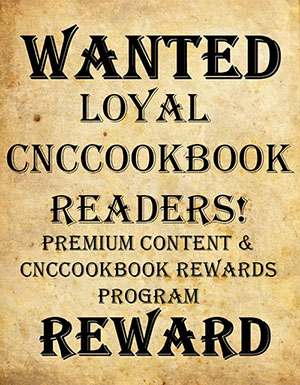 WANTED
LOYAL
CNCCOOKBOOK
READERS!
PREMIUM CONTENT &
CNCCOOKBOOK REWARDS
PROGRAM
REWARD